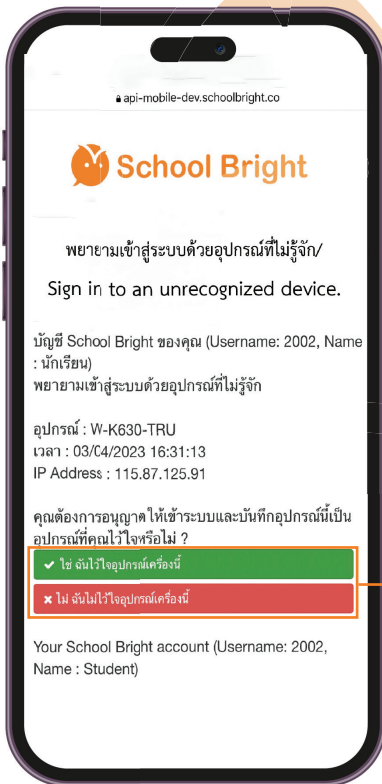 api-mobile-dev.schoolbright.co
School Bright
พยายามเข้าสู่ระบบด้วยอุปกรณ์ที่ไม่รู้จัก/
Sign in to an unrecognized device.
บัญชี School Bright ของคุณ (Username: 2002, Name
: นักเรียน)
พยายามเข้าสู่ระบบด้วยอุปกรณ์ที่ไม่รู้จัก
อุปกรณ์ : W-K630-TRU
เวลา : 03/04/2023 16:31:13
IP Address : 115.87.125.91
คุณต้องการอนุญาตให้เข้าระบบและบันทึกอุปกรณ์นี้เป็น
อุปกรณ์ที่คุณไว้ใจหรือไม่ ?
✔ ใช่ ฉันไว้ใจอุปกรณ์เครื่องนี้
✖ ไม่ ฉันไม่ไว้ใจอุปกรณ์เครื่องนี้
Your School Bright account (Username: 2002,
Name : Student)